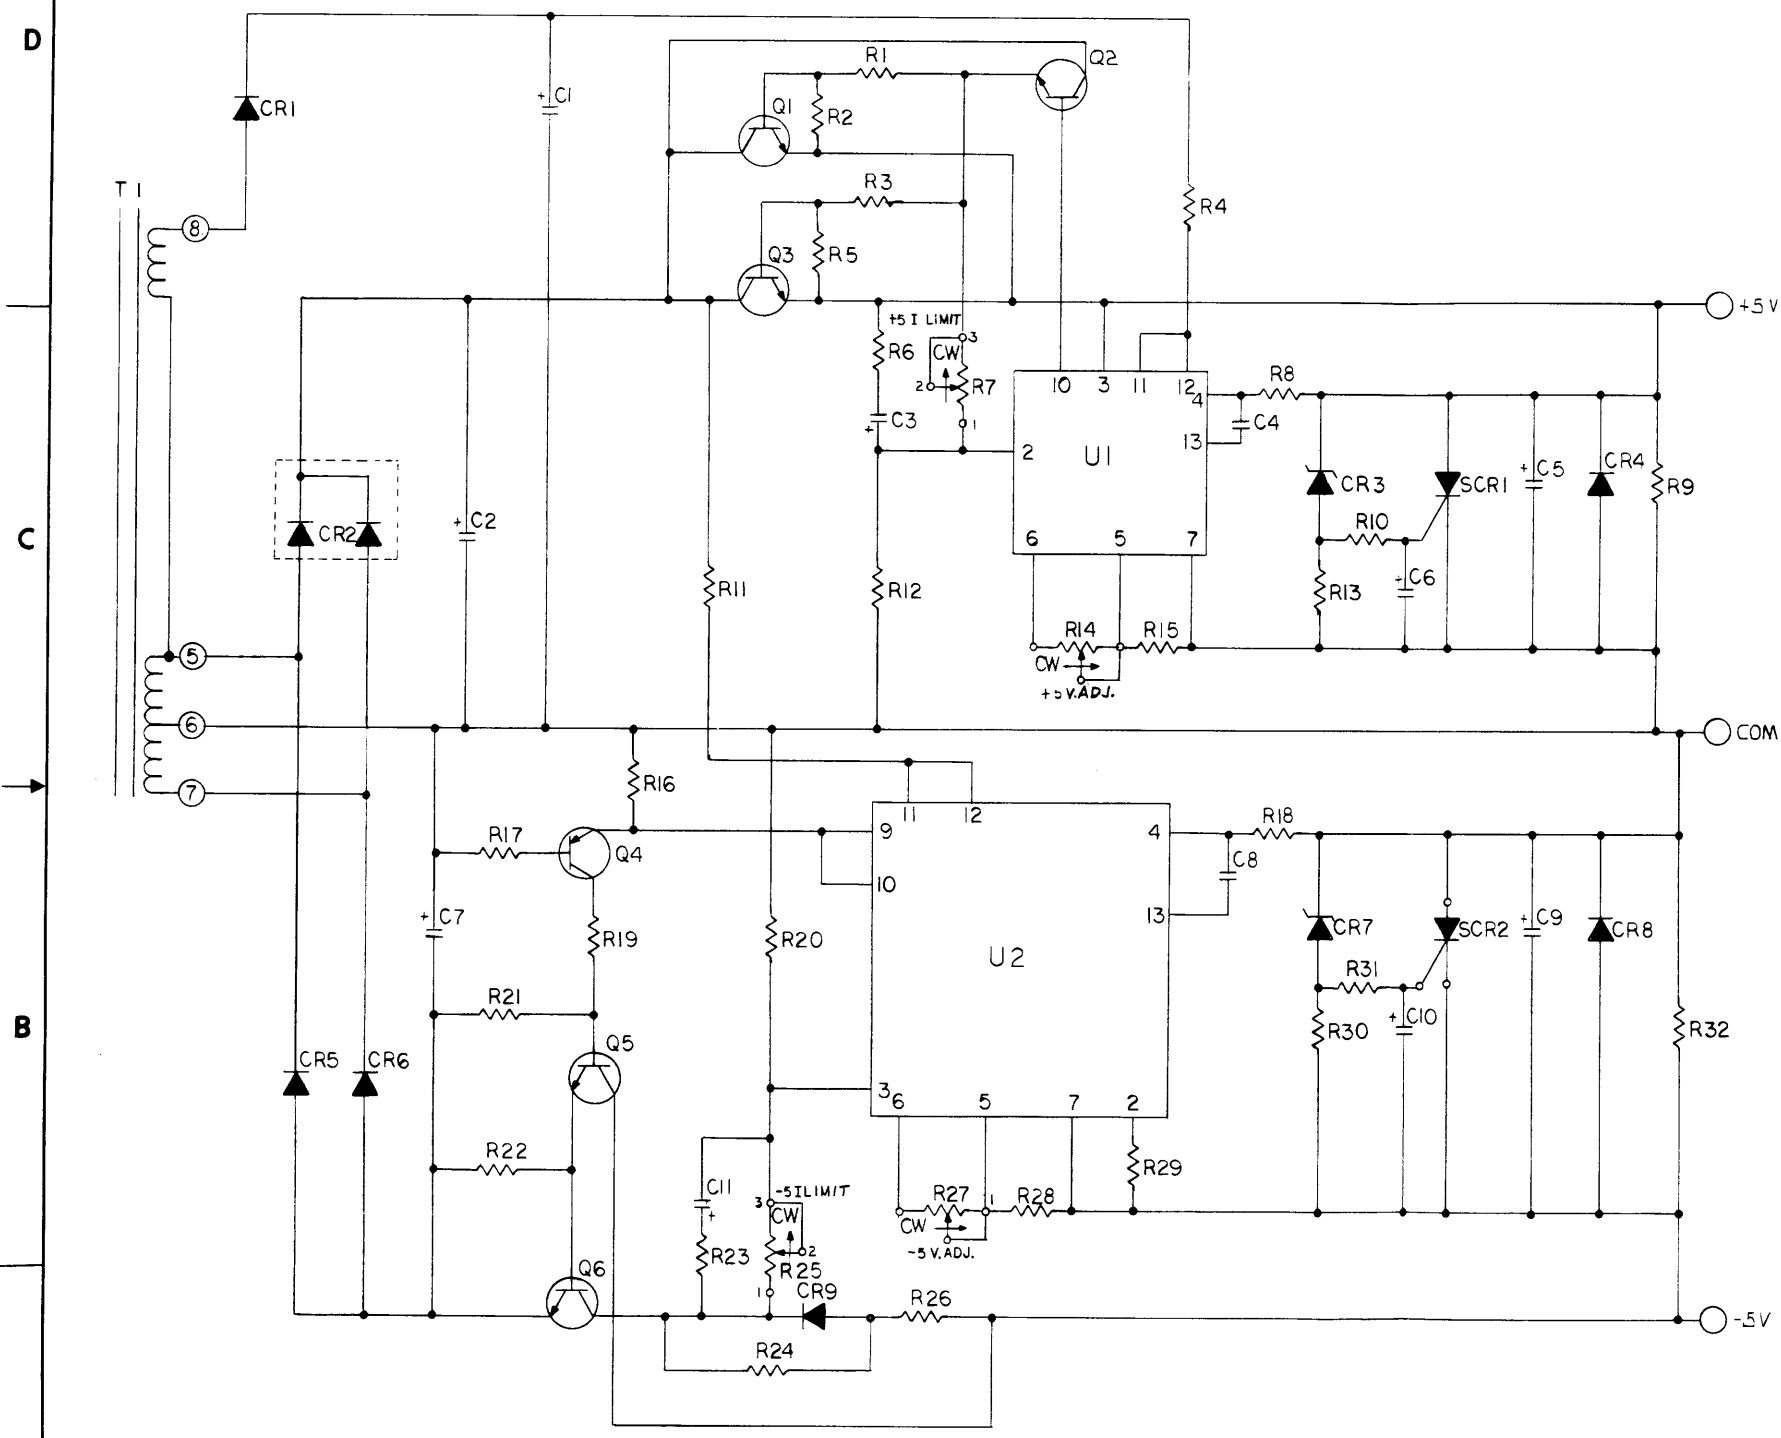 D
Q2
R1
CR1
+ C1
Q1
R2
T1
R3
R4
8
Q3
R5
+5V
+5 I LIMIT
3
R6
CW
10 3 11 12
R8
2
R7
4
+ C3
1
C4
13
2
U1
CR4
CR3
SCR1
+ C5
R9
+ C2
R10
C
CR2
6 5 7
+ C6
R11
R12
R13
R14
R15
5
CW
+5V.ADJ.
6
COM
R16
7
11 12
R18
R17
9
4
Q4
C8
10
+ C7
13
R19
R20
CR7
SCR2
+ C9
CR8
U2
R31
R21
+ C10
B
R30
R32
Q5
CR5
CR6
3
6 5 7 2
R22
R29
C11
+
-5 I LIMIT
3
CW
R27
1
R28
CW
2
R23
-5V.ADJ.
Q6
R25
1
CR9
R26
-5V
R24